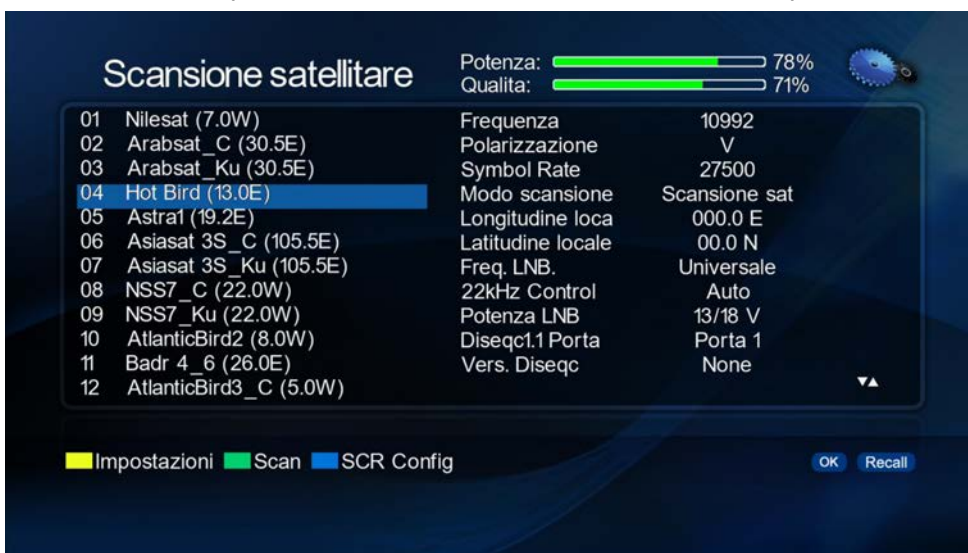 Scansione satellitare
Potenza: 78%
Qualita: 71%
01 Nilesat (7.0W)
02 Arabsat_C (30.5E)
03 Arabsat_Ku (30.5E)
04 Hot Bird (13.0E)
05 Astra1 (19.2E)
06 Asiasat 3S_C (105.5E)
07 Asiasat 3S_Ku (105.5E)
08 NSS7_C (22.0W)
09 NSS7_Ku (22.0W)
10 AtlanticBird2 (8.0W)
11 Badr 4_6 (26.0E)
12 AtlanticBird3_C (5.0W)
Frequenza 10992
Polarizzazione V
Symbol Rate 27500
Modo scansione Scansione sat
Longitudine loca 000.0 E
Latitudine locale 00.0 N
Freq. LNB. Universale
22kHz Control Auto
Potenza LNB 13/18 V
Diseqc1.1 Porta Porta 1
Vers. Diseqc None
Impostazioni Scan SCR Config OK Recall